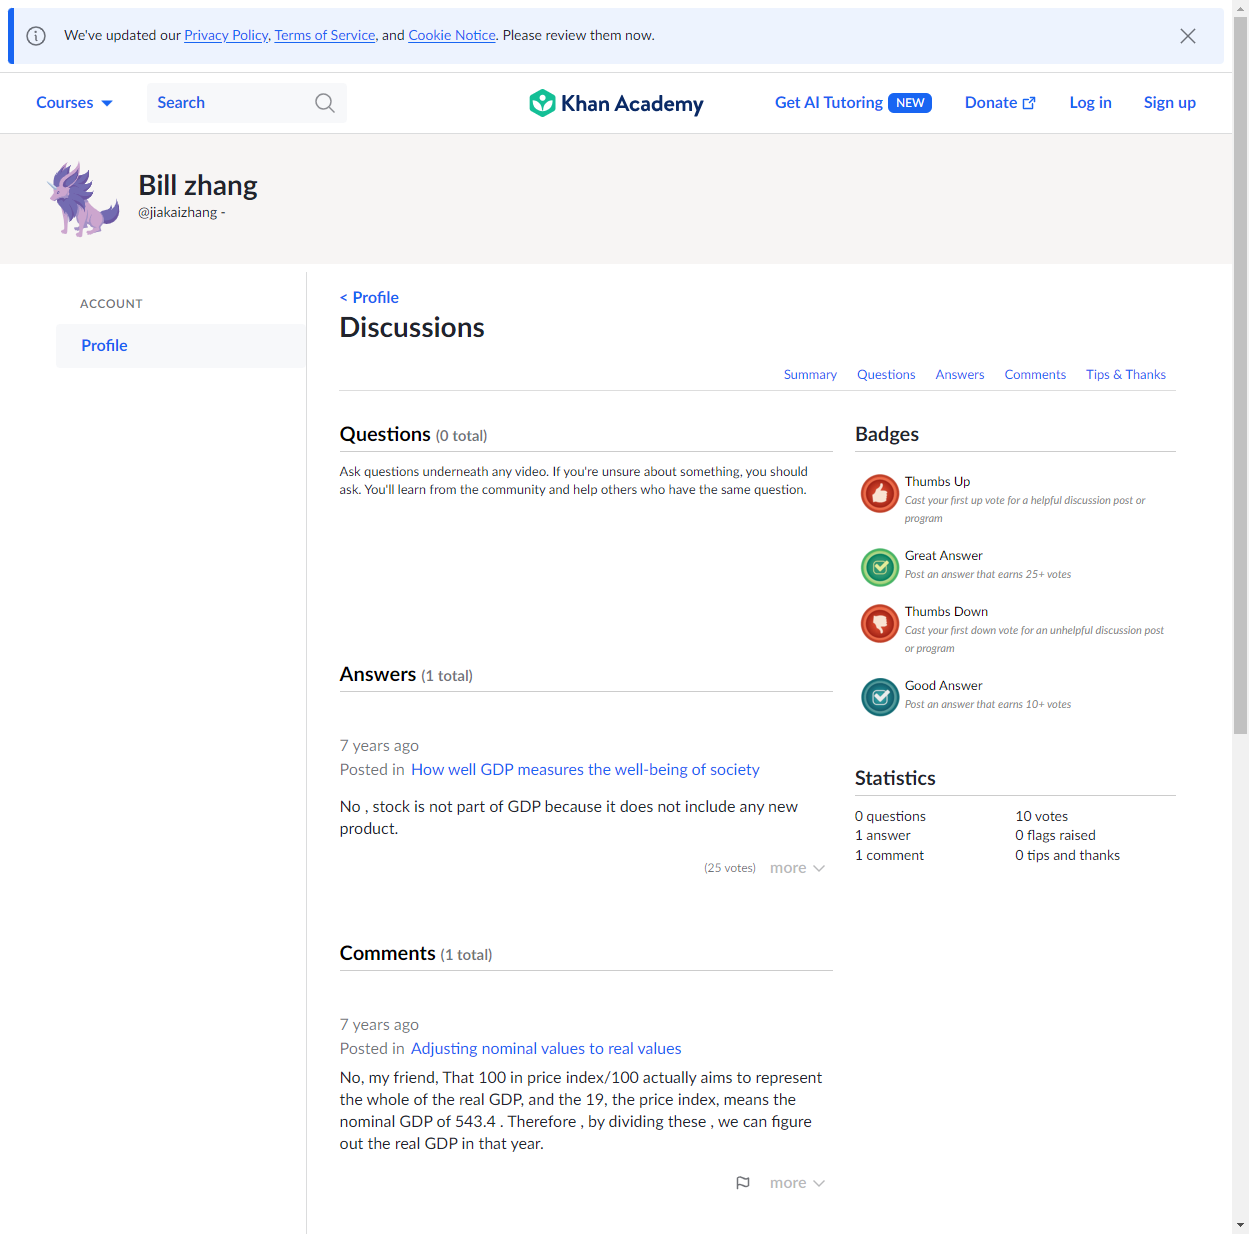 We've updated our Privacy Policy, Terms of Service, and Cookie Notice. Please review them now.
Courses
Search
Khan Academy
Get AI Tutoring NEW
Donate
Log in
Sign up
Bill zhang
@jiakaizhang -
ACCOUNT
Profile
< Profile
Discussions
Summary
Questions
Answers
Comments
Tips & Thanks
Questions (0 total)
Ask questions underneath any video. If you're unsure about something, you should
ask. You'll learn from the community and help others who have the same question.
Answers (1 total)
7 years ago
Posted in How well GDP measures the well-being of society
No , stock is not part of GDP because it does not include any new
product.
(25 votes)
more
Comments (1 total)
7 years ago
Posted in Adjusting nominal values to real values
No, my friend, That 100 in price index/100 actually aims to represent
the whole of the real GDP, and the 19, the price index, means the
nominal GDP of 543.4 . Therefore , by dividing these , we can figure
out the real GDP in that year.
more
Badges
Thumbs Up
Cast your first up vote for a helpful discussion post or
program
Great Answer
Post an answer that earns 25+ votes
Thumbs Down
Cast your first down vote for an unhelpful discussion post
or program
Good Answer
Post an answer that earns 10+ votes
Statistics
0 questions
1 answer
1 comment
10 votes
0 flags raised
0 tips and thanks